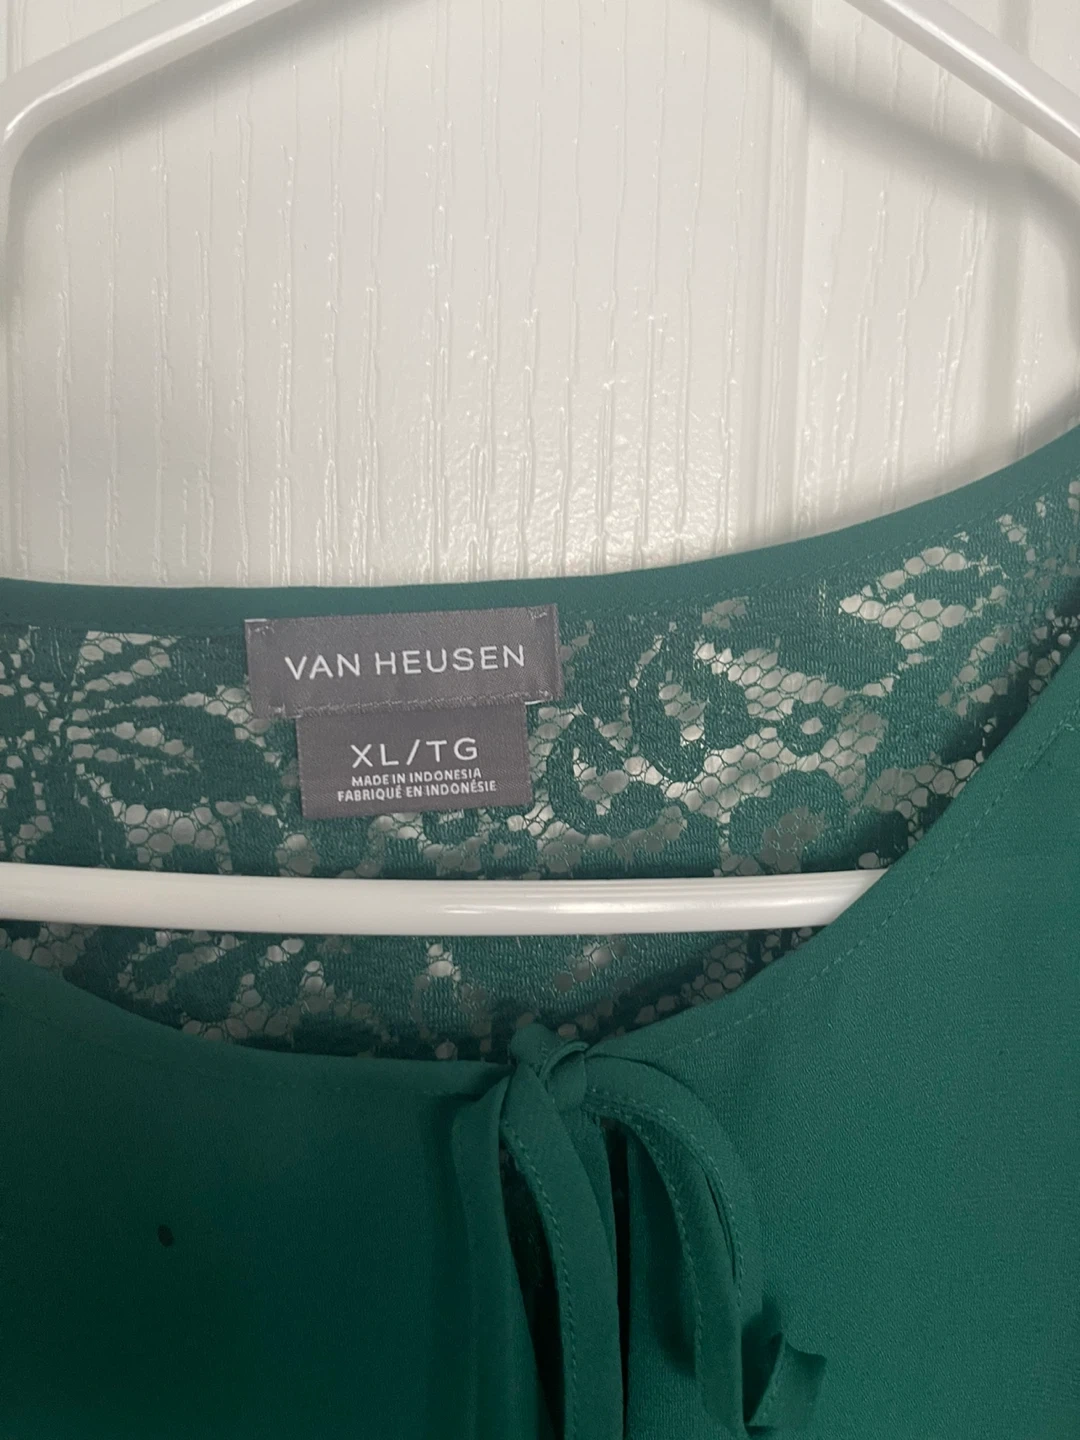 VAN HEUSEN
XL/TG
MADE IN INDONESIA
FABRIQUÉ EN INDONÉSIE